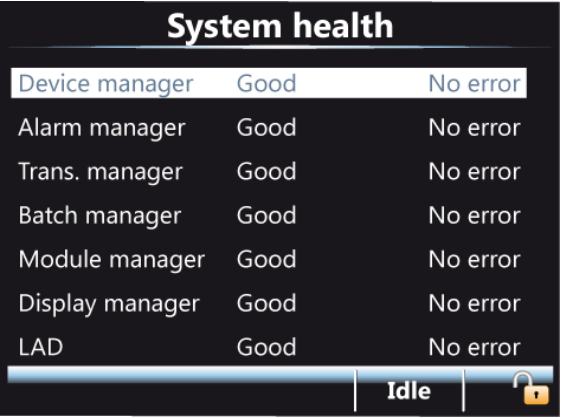 System health
Device manager Good No error
Alarm manager Good No error
Trans. manager Good No error
Batch manager Good No error
Module manager Good No error
Display manager Good No error
LAD Good No error
Idle